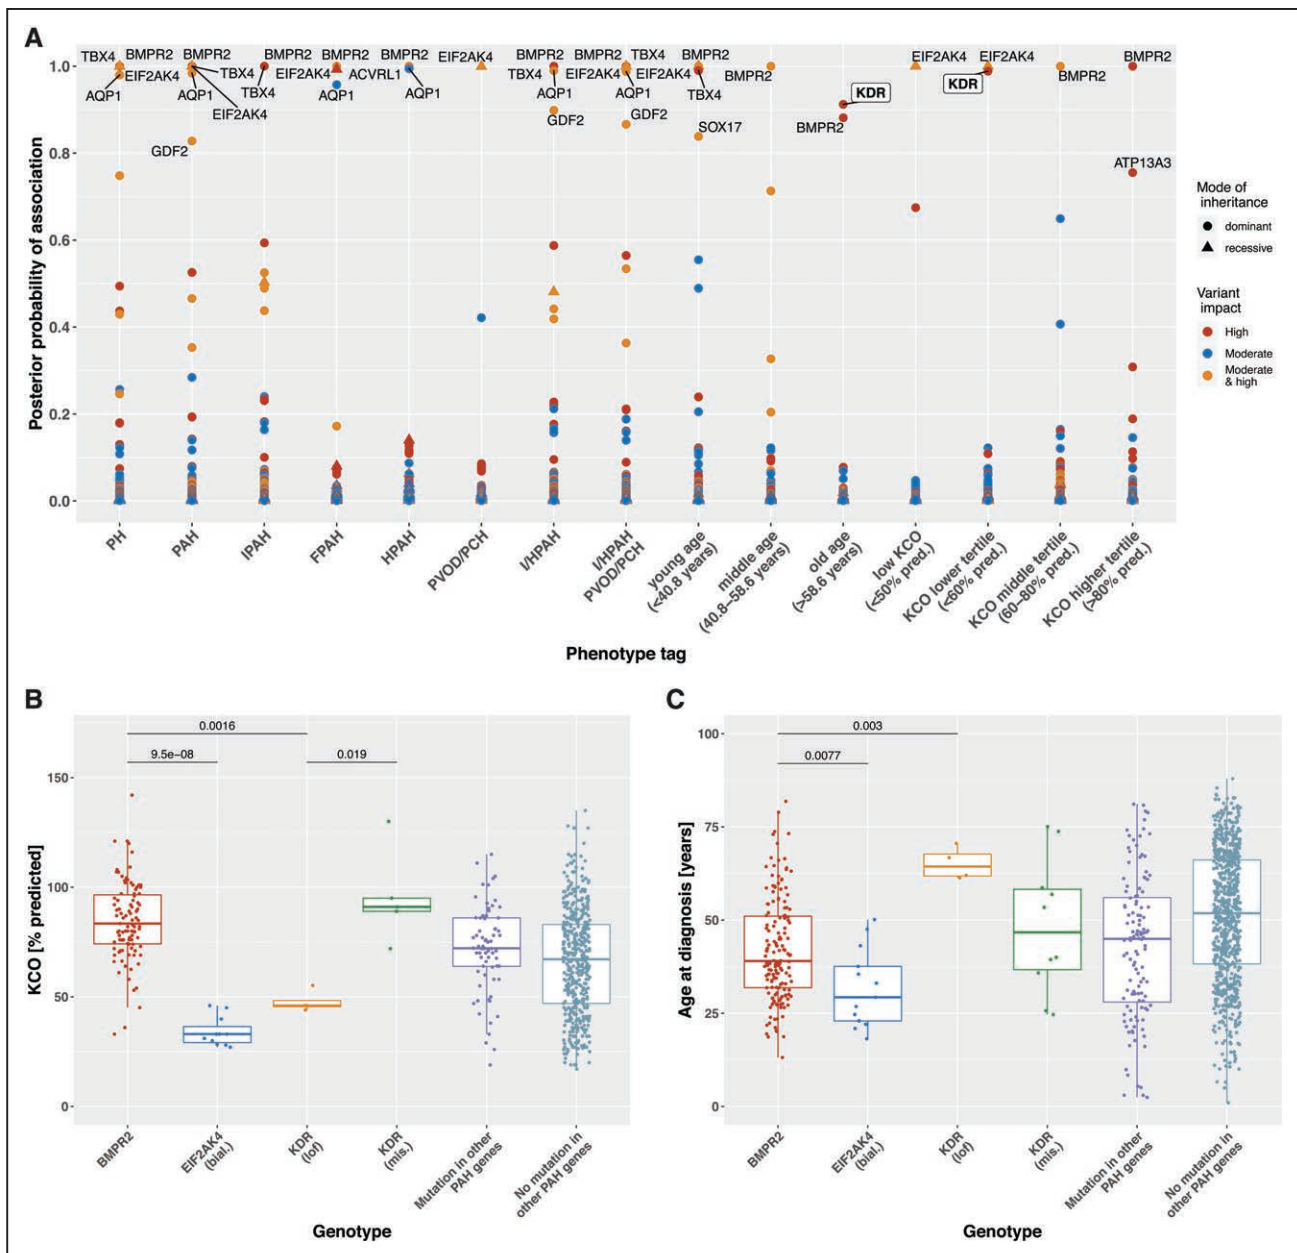 A
TBX4 BMPR2 BMPR2 BMPR2 BMPR2 BMPR2 EIF2AK4 BMPR2 BMPR2 TBX4 BMPR2 EIF2AK4 EIF2AK4 BMPR2
EIF2AK4 TBX4 EIF2AK4 ACVRL1 TBX4 EIF2AK4 EIF2AK4 BMPR2 KDR BMPR2
AQP1 AQP1 TBX4 AQP1 AQP1 AQP1 AQP1 TBX4 KDR
EIF2AK4 GDF2 GDF2 SOX17 BMPR2
GDF2 ATP13A3
1.0
0.8
0.6
0.4
0.2
0.0
Posterior probability of association
PH
PAH
IPAH
FPAH
HPAH
PVOD/PCH
I/HPAH
I/HPAH
PVOD/PCH
young age
(<40.8 years)
middle age
(40.8–58.6 years)
old age
(>58.6 years)
low KCO
(<50% pred.)
KCO lower tertile
(<60% pred.)
KCO middle tertile
(60–80% pred.)
KCO higher tertile
(>80% pred.)
Phenotype tag
Mode of
inheritance
dominant
recessive
Variant
impact
High
Moderate
Moderate
& high
B
0.0016
9.5e−08 0.019
150
100
50
0
KCO [% predicted]
BMPR2
EIF2AK4
(bial.)
KDR
(lof)
KDR
(mis.)
Mutation in other
PAH genes
No mutation in
other PAH genes
Genotype
C
0.003
0.0077
100
75
50
25
0
Age at diagnosis [years]
BMPR2
EIF2AK4
(bial.)
KDR
(lof)
KDR
(mis.)
Mutation in other
PAH genes
No mutation in
other PAH genes
Genotype